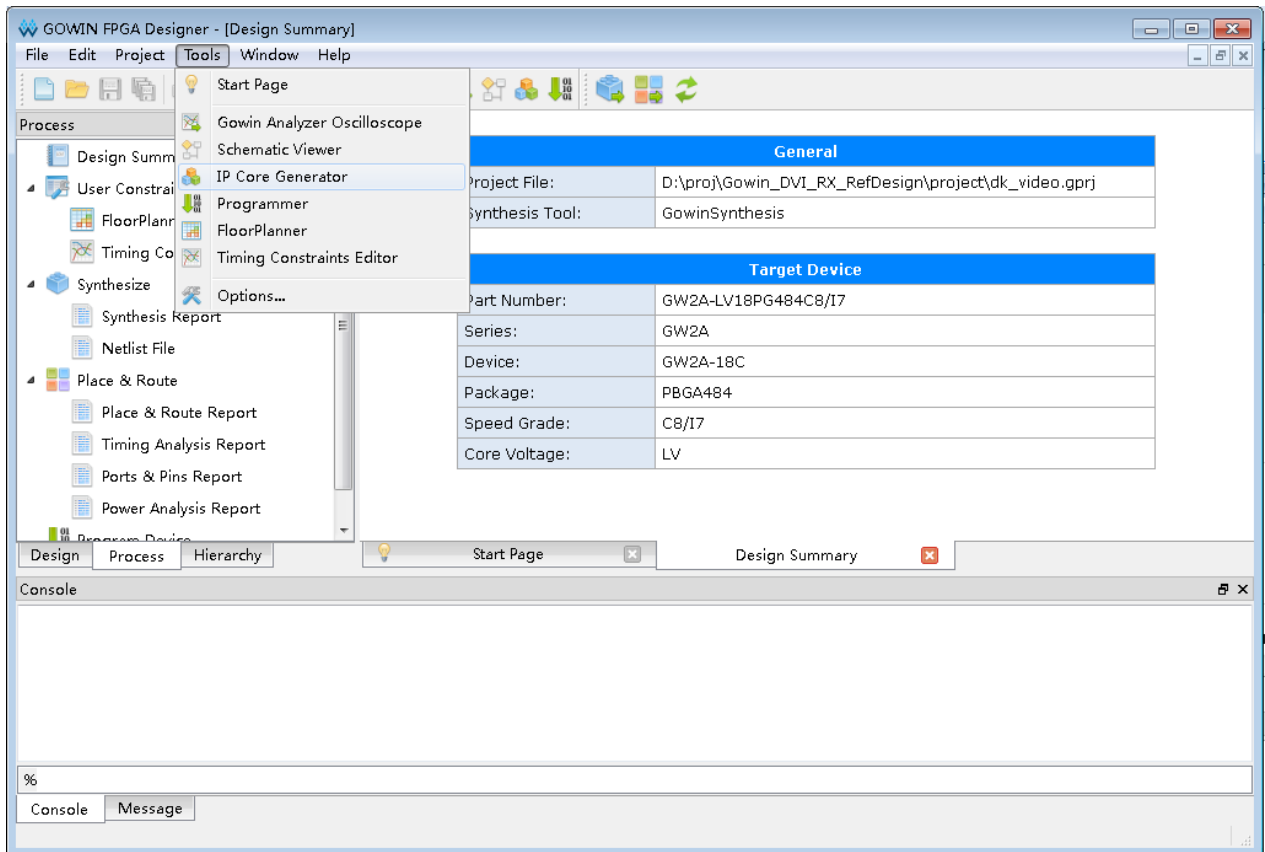 GOWIN FPGA Designer - [Design Summary]
File Edit Project Tools Window Help
Start Page
Gowin Analyzer Oscilloscope
Schematic Viewer
IP Core Generator
Programmer
FloorPlanner
Timing Constraints Editor
Options...
Process
Design Summ
User Constrai
FloorPlanr
Timing Co
Synthesize
Synthesis Report
Netlist File
Place & Route
Place & Route Report
Timing Analysis Report
Ports & Pins Report
Power Analysis Report
Program Device
Design Process Hierarchy
General
Project File: D:\proj\Gowin_DVI_RX_RefDesign\project\dk_video.gprj
Synthesis Tool: GowinSynthesis
Target Device
Part Number: GW2A-LV18PG484C8/I7
Series: GW2A
Device: GW2A-18C
Package: PBGA484
Speed Grade: C8/I7
Core Voltage: LV
Start Page Design Summary
Console
%
Console Message